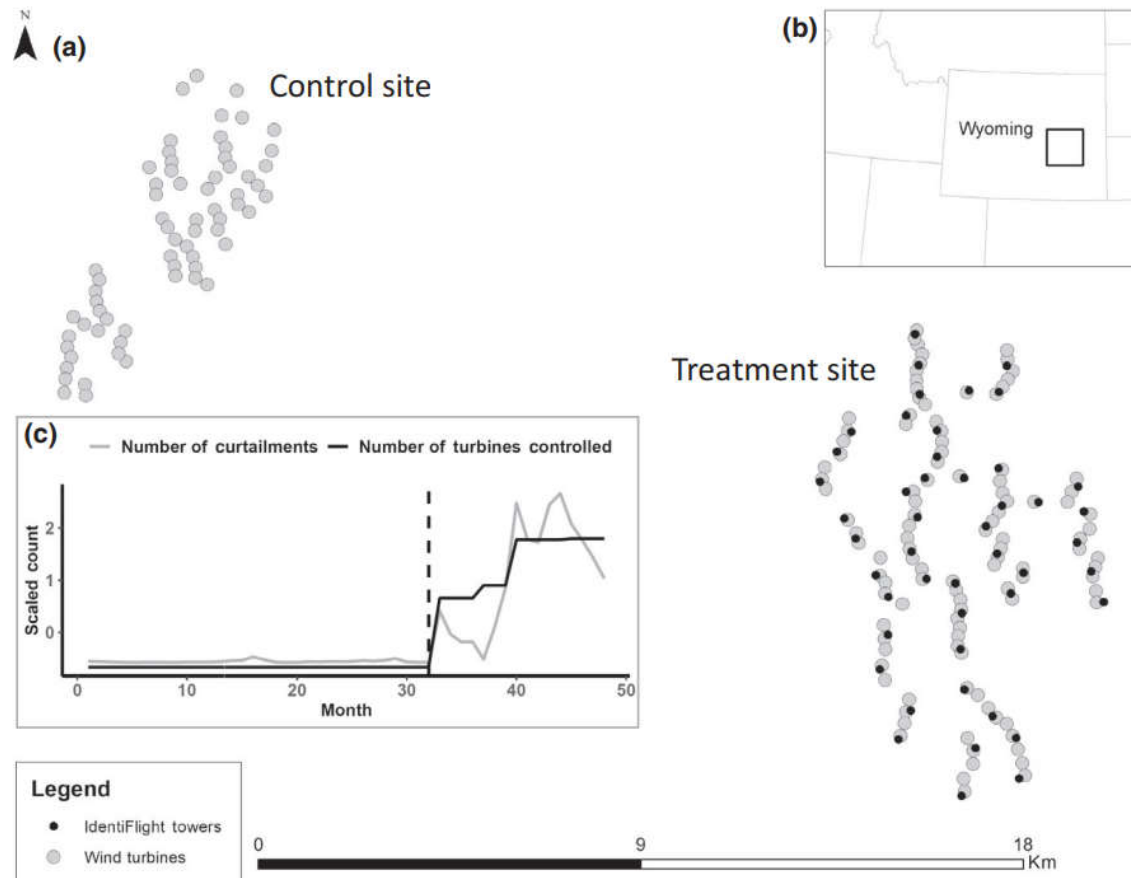 N
(a)
Control site
(b)
Wyoming
Treatment site
(c)
Number of curtailments Number of turbines controlled
Scaled count
2
1
0
0 10 20 30 40 50
Month
Legend
IdentiFlight towers
Wind turbines
0 9 18
Km